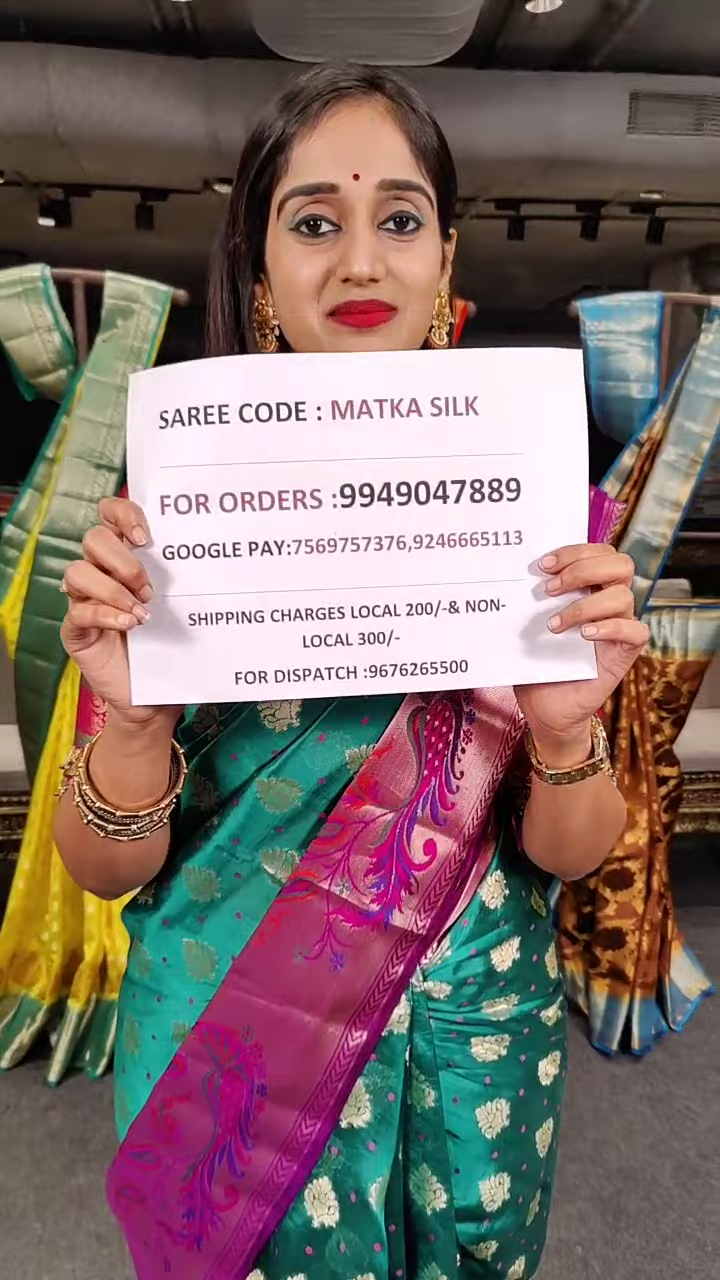 SAREE CODE : MATKA SILK
FOR ORDERS :9949047889
GOOGLE PAY:7569757376,9246665113
SHIPPING CHARGES LOCAL 200/-& NON-
LOCAL 300/-
FOR DISPATCH :9676265500